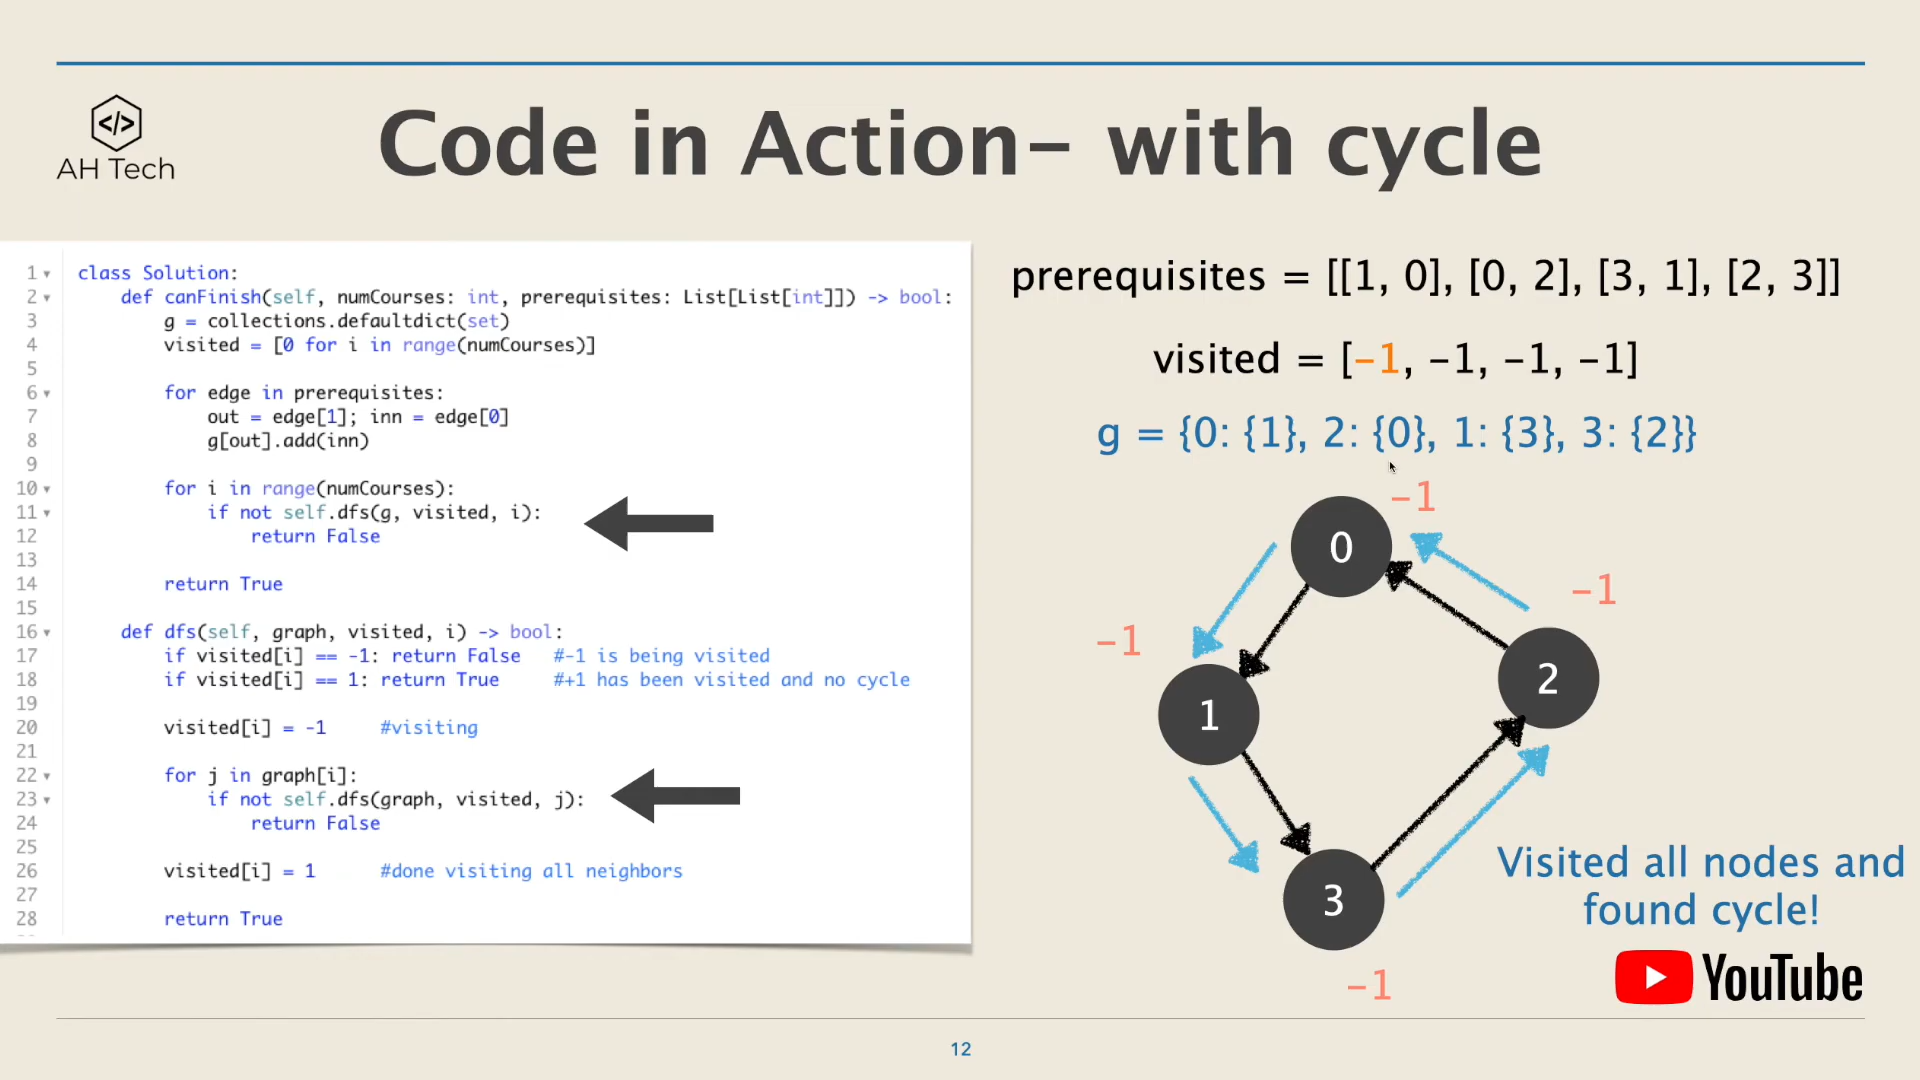 </>
AH Tech
Code in Action- with cycle
1 class Solution:
2     def canFinish(self, numCourses: int, prerequisites: List[List[int]]) -> bool:
3         g = collections.defaultdict(set)
4         visited = [0 for i in range(numCourses)]
5
6         for edge in prerequisites:
7             out = edge[1]; inn = edge[0]
8             g[out].add(inn)
9
10         for i in range(numCourses):
11             if not self.dfs(g, visited, i):
12                 return False
13
14         return True
15
16     def dfs(self, graph, visited, i) -> bool:
17         if visited[i] == -1: return False   #-1 is being visited
18         if visited[i] == 1: return True     #+1 has been visited and no cycle
19
20         visited[i] = -1     #visiting
21
22         for j in graph[i]:
23             if not self.dfs(graph, visited, j):
24                 return False
25
26         visited[i] = 1      #done visiting all neighbors
27
28         return True
prerequisites = [[1, 0], [0, 2], [3, 1], [2, 3]]
visited = [-1, -1, -1, -1]
g = {0: {1}, 2: {0}, 1: {3}, 3: {2}}
-1
0
-1
-1
2
1
3
-1
Visited all nodes and
found cycle!
YouTube
12